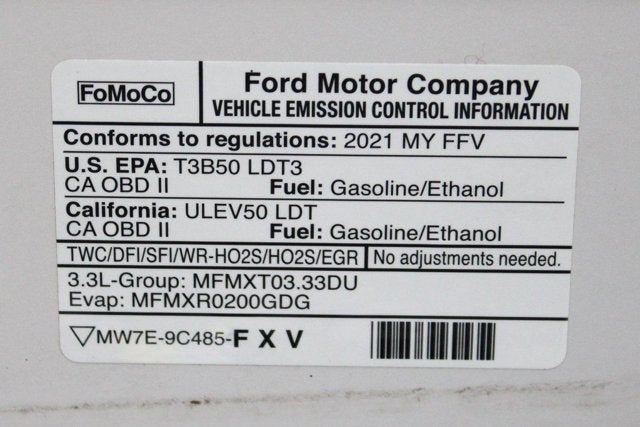 FoMoCo
Ford Motor Company
VEHICLE EMISSION CONTROL INFORMATION
Conforms to regulations: 2021 MY FFV
U.S. EPA: T3B50 LDT3
CA OBD II Fuel: Gasoline/Ethanol
California: ULEV50 LDT
CA OBD II Fuel: Gasoline/Ethanol
TWC/DFI/SFI/WR-HO2S/HO2S/EGR No adjustments needed.
3.3L-Group: MFMXT03.33DU
Evap: MFMXR0200GDG
MW7E-9C485-F X V